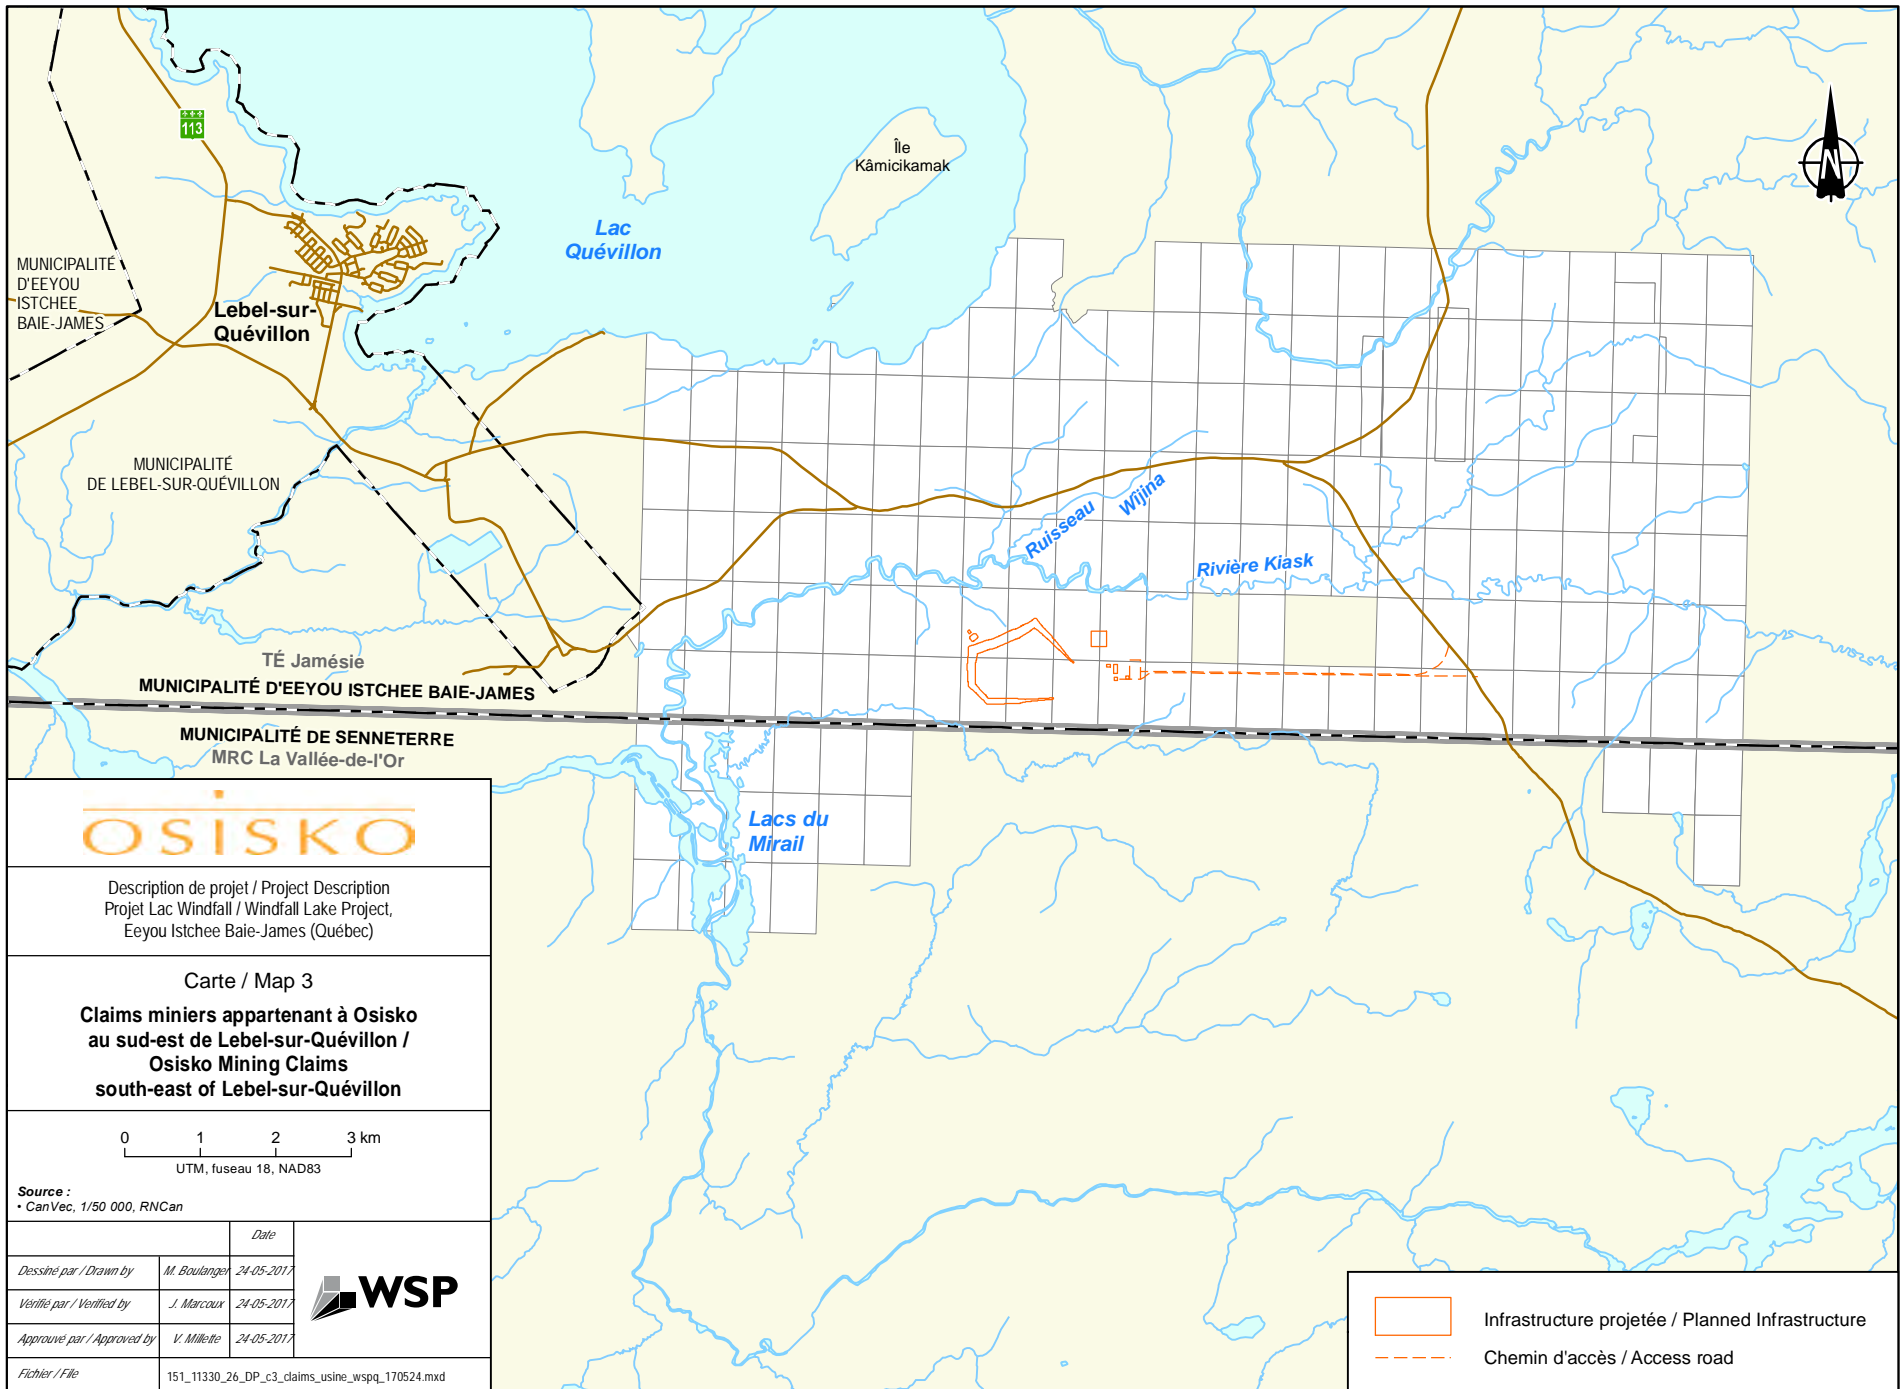 113
Île
Kâmicikamak
N
Lac
Quévillon
MUNICIPALITÉ
D'EEYOU
ISTCHEE
BAIE-JAMES
Lebel-sur-
Quévillon
MUNICIPALITÉ
DE LEBEL-SUR-QUÉVILLON
Ruisseau Wijina
Rivière Kiask
TÉ Jamésie
MUNICIPALITÉ D'EEYOU ISTCHEE BAIE-JAMES
MUNICIPALITÉ DE SENNETERRE
MRC La Vallée-de-l'Or
Lacs du
Mirail
OSISKO
Description de projet / Project Description
Projet Lac Windfall / Windfall Lake Project,
Eeyou Istchee Baie-James (Québec)
Carte / Map 3
Claims miniers appartenant à Osisko
au sud-est de Lebel-sur-Quévillon /
Osisko Mining Claims
south-east of Lebel-sur-Quévillon
0 1 2 3 km
UTM, fuseau 18, NAD83
Source :
• CanVec, 1/50 000, RNCan
Date
Dessiné par / Drawn by M. Boulanger 24-05-2017
Vérifié par / Verified by J. Marcoux 24-05-2017
Approuvé par / Approved by V. Millette 24-05-2017
WSP
Fichier / File 151_11330_26_DP_c3_claims_usine_wspq_170524.mxd
Infrastructure projetée / Planned Infrastructure
Chemin d'accès / Access road